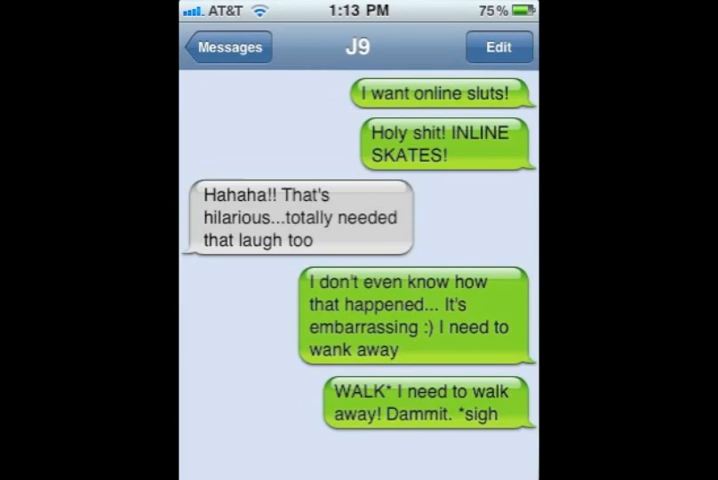 AT&T 1:13 PM 75%
Messages J9 Edit
I want online sluts!
Holy shit! INLINE
SKATES!
Hahaha!! That's
hilarious...totally needed
that laugh too
I don't even know how
that happened... It's
embarrassing :) I need to
wank away
WALK* I need to walk
away! Dammit. *sigh